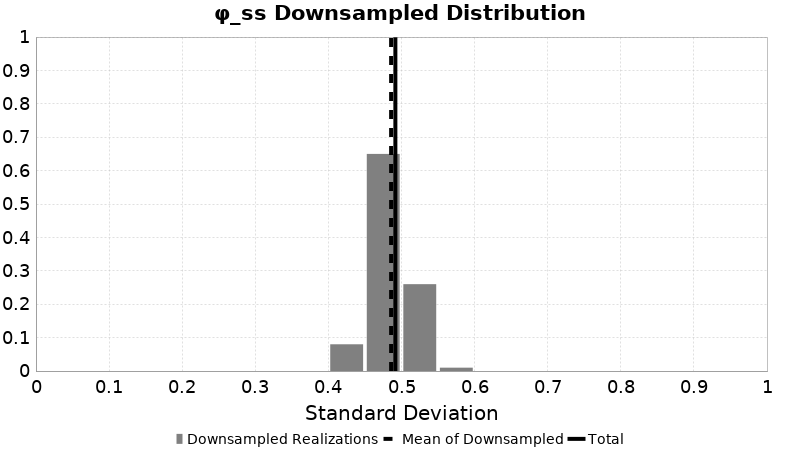 φ_ss Downsampled Distribution
1
0.9
0.8
0.7
0.6
0.5
0.4
0.3
0.2
0.1
0
0 0.1 0.2 0.3 0.4 0.5 0.6 0.7 0.8 0.9 1
Standard Deviation
Downsampled Realizations Mean of Downsampled Total